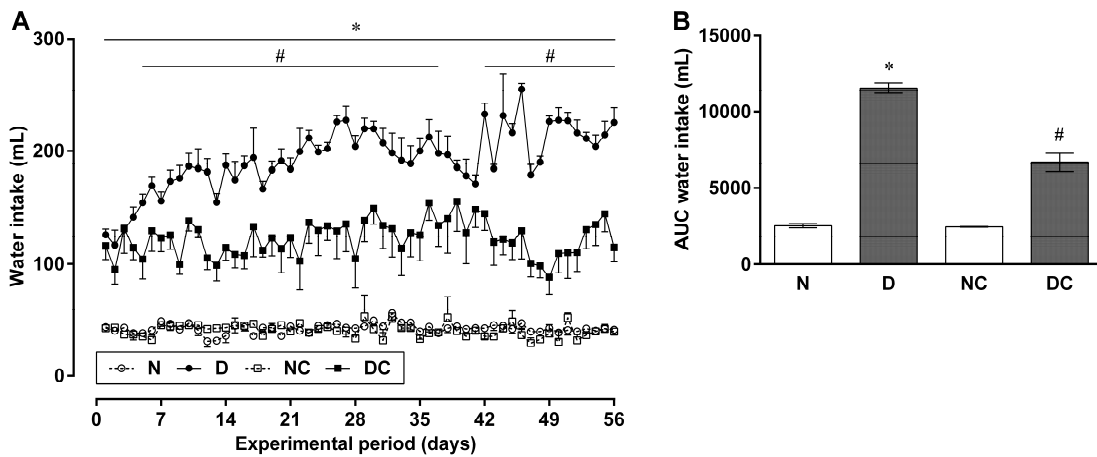 A
*
#
#
300
200
100
0
Water intake (mL)
N D NC DC
0 7 14 21 28 35 42 49 56
Experimental period (days)
B
15000
10000
5000
0
AUC water intake (mL)
*
#
N D NC DC